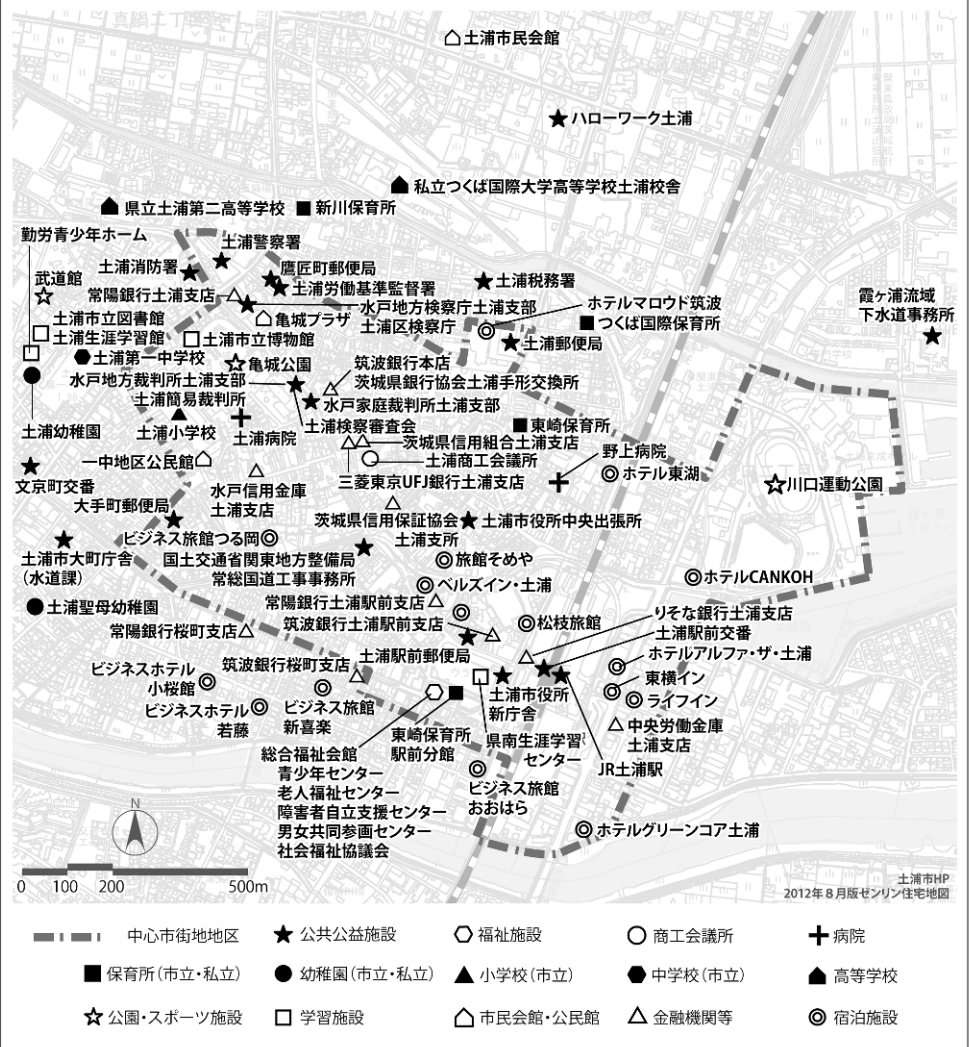 土浦市民会館
ハローワーク土浦
私立つくば国際大学高等学校土浦校舎
県立土浦第二高等学校
新川保育所
勤労青少年ホーム
土浦警察署
土浦消防署
鷹匠町郵便局
武道館
土浦労働基準監督署
土浦税務署
常陽銀行土浦支店
水戸地方検察庁土浦支部
土浦区検察庁
ホテルマロウド筑波
霞ヶ浦流域
下水道事務所
亀城プラザ
つくば国際保育所
土浦市立図書館
土浦生涯学習館
土浦市立博物館
土浦郵便局
土浦第一中学校
亀城公園
筑波銀行本店
茨城県銀行協会土浦手形交換所
水戸地方裁判所土浦支部
土浦簡易裁判所
水戸家庭裁判所土浦支部
土浦検察審査会
土浦幼稚園
土浦小学校
土浦病院
東崎保育所
茨城県信用組合土浦支店
野上病院
一中地区公民館
土浦商工会議所
ホテル東湖
文京町交番
三菱東京UFJ銀行土浦支店
川口運動公園
水戸信用金庫
土浦支店
大手町郵便局
茨城県信用保証協会
土浦支所
土浦市役所中央出張所
ビジネス旅館つる岡
土浦市大町庁舎
(水道課)
国土交通省関東地方整備局
常総国道工事事務所
旅館そめや
ホテルCANKOH
ベルズイン・土浦
土浦聖母幼稚園
常陽銀行土浦駅前支店
りそな銀行土浦支店
筑波銀行土浦駅前支店
松枝旅館
土浦駅前交番
常陽銀行桜町支店
土浦駅前郵便局
ホテルアルファ・ザ・土浦
筑波銀行桜町支店
東横イン
ビジネスホテル
小桜館
土浦市役所
新庁舎
ライフイン
ビジネスホテル
若藤
ビジネス旅館
新喜楽
中央労働金庫
土浦支店
東崎保育所
駅前分館
県南生涯学習
センター
総合福祉会館
青少年センター
老人福祉センター
障害者自立支援センター
男女共同参画センター
社会福祉協議会
JR土浦駅
ビジネス旅館
おおはら
ホテルグリーンコア土浦
N
0 100 200 500m
土浦市HP
2012年8月版ゼンリン住宅地図
中心市街地地区
公共公益施設
福祉施設
商工会議所
病院
保育所(市立・私立)
幼稚園(市立・私立)
小学校(市立)
中学校(市立)
高等学校
公園・スポーツ施設
学習施設
市民会館・公民館
金融機関等
宿泊施設